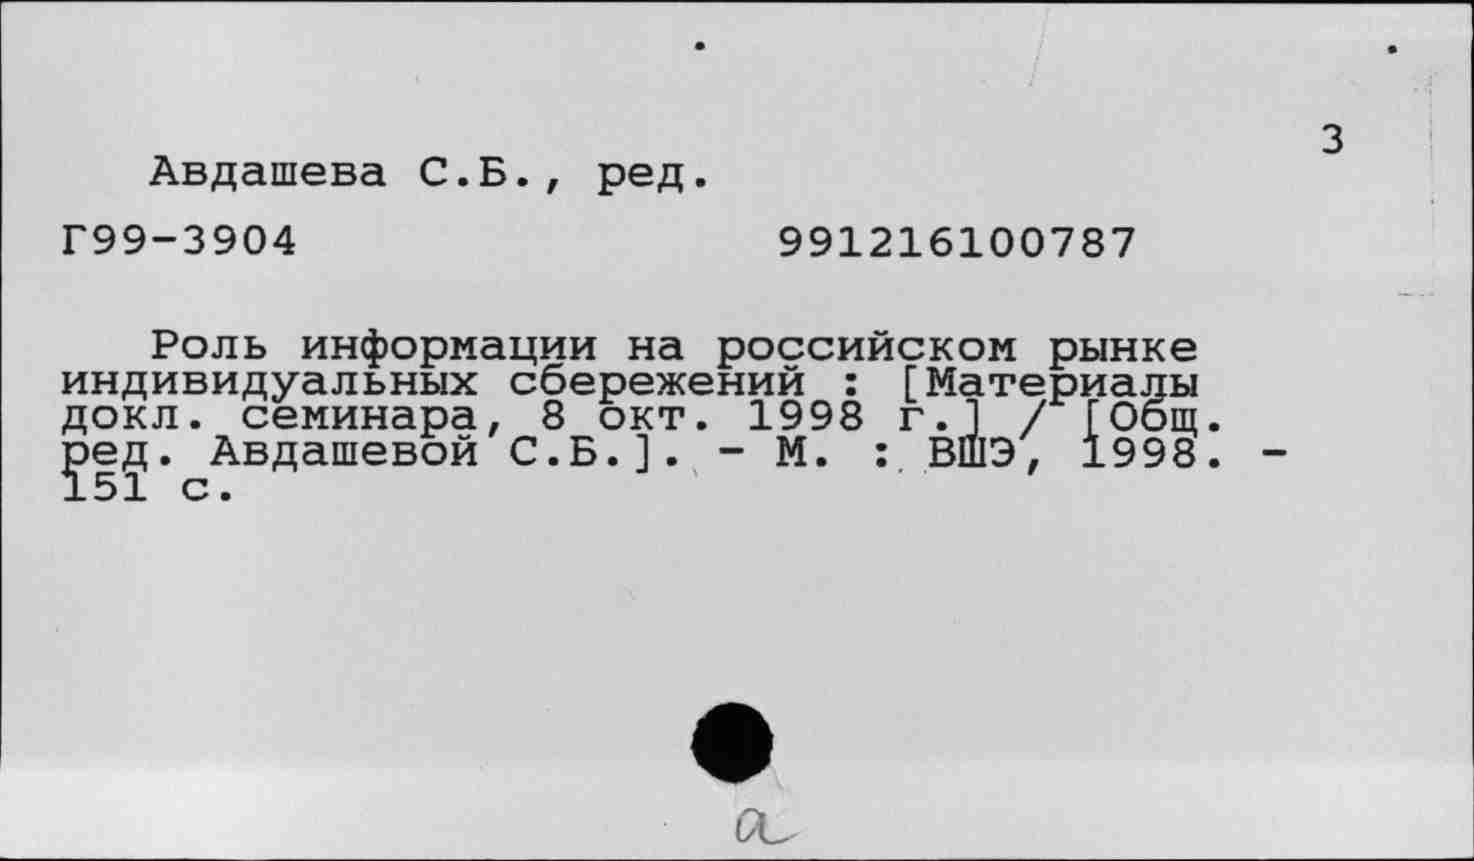 3
Авдашева С.Б., ред.
Г99-3904 991216100787
Роль информации на российском рынке
индивидуальных сбережений : [Материалы
докл. семинара, 8 окт. 1998 г.] / [Общ.
ред. Авдашевой С.Б.]. - М. : ВШЭ, 1998. -
151 с.
а